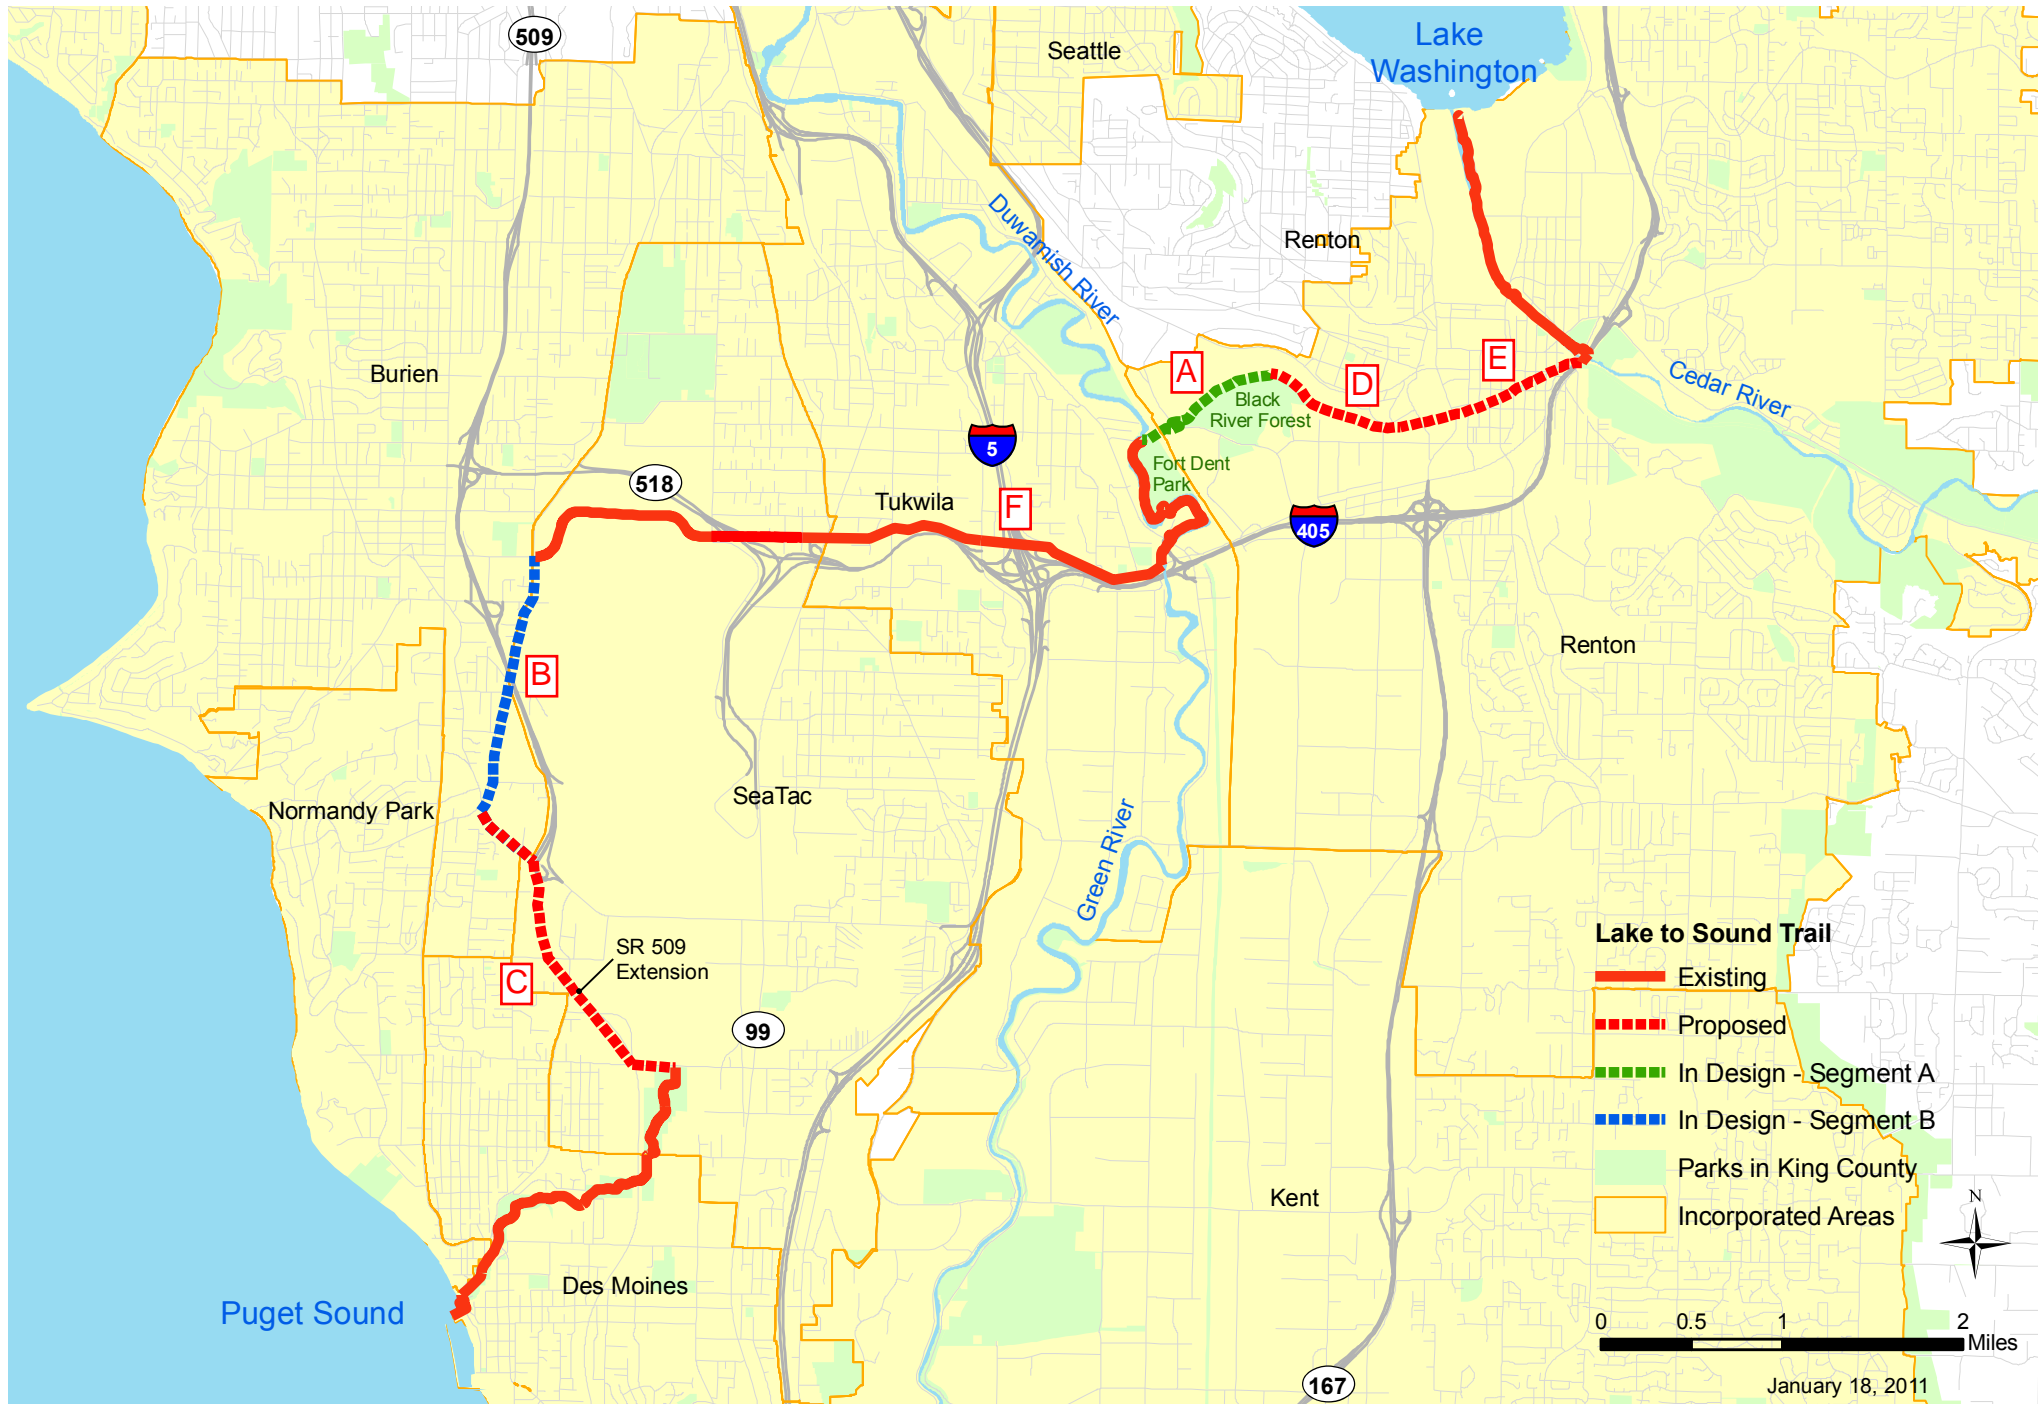 509
Seattle
Lake
Washington
Duwamish River
Renton
Burien
A
E
D
Cedar River
Black
River Forest
5
Fort Dent
Park
518
Tukwila
F
405
B
Renton
SeaTac
Normandy Park
Green River
SR 509
Extension
C
99
Kent
Des Moines
Puget Sound
167
Lake to Sound Trail
Existing
Proposed
In Design - Segment A
In Design - Segment B
Parks in King County
Incorporated Areas
N
0 0.5 1 2
Miles
January 18, 2011